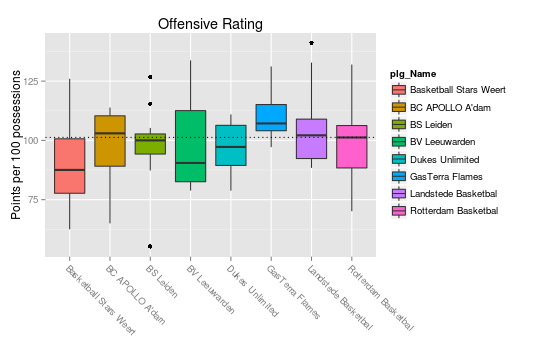 Offensive Rating
Points per 100 possessions
125
100
75
Basketball Stars Weert
BC APOLLO A'dam
BS Leiden
BV Leeuwarden
Dukes Unlimited
GasTerra Flames
Landstede Basketbal
Rotterdam Basketbal
plg_Name
Basketball Stars Weert
BC APOLLO A'dam
BS Leiden
BV Leeuwarden
Dukes Unlimited
GasTerra Flames
Landstede Basketbal
Rotterdam Basketbal